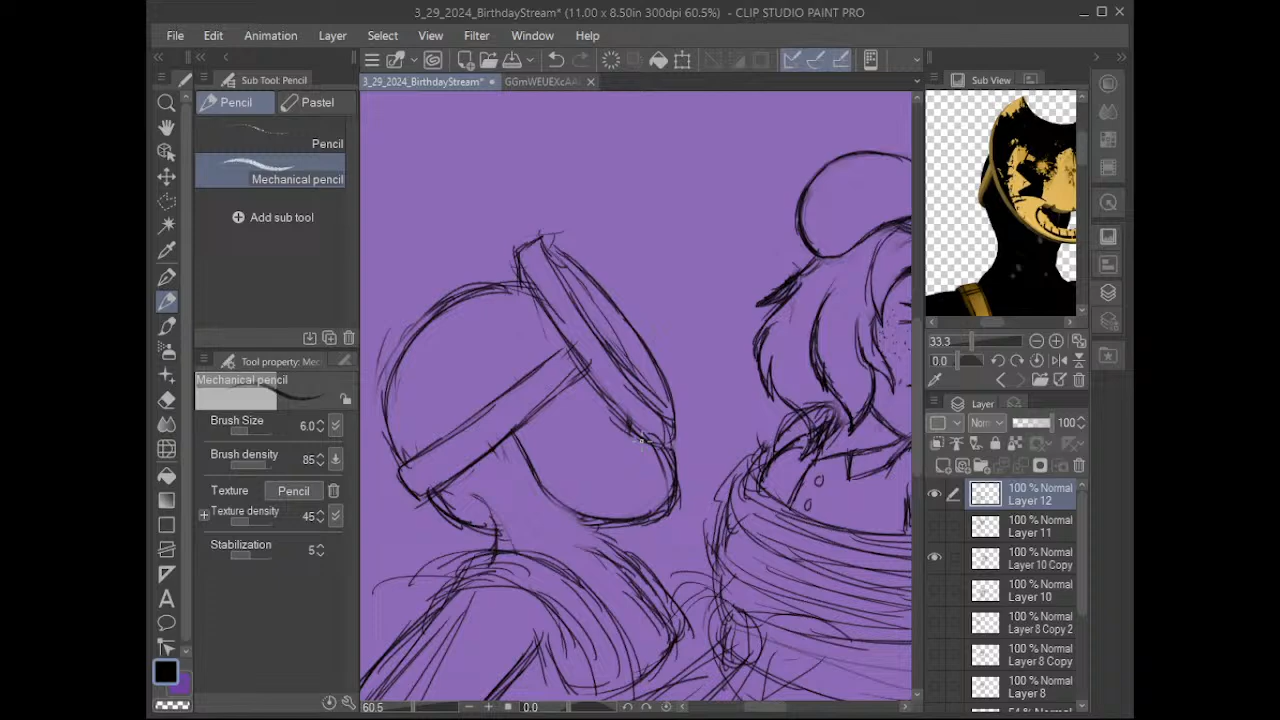 3_29_2024_BirthdayStream* (11.00 x 8.50in 300dpi 60.5%) - CLIP STUDIO PAINT PRO
File Edit Animation Layer Select View Filter Window Help
Sub Tool: Pencil
3_29_2024_BirthdayStream*
Sub View
Pencil Pastel
Pencil
Mechanical pencil
Add sub tool
Tool property: Mec
Mechanical pencil
Brush Size 6.0
Brush density 85
Texture Pencil
Texture density 45
Stabilization 5
33.3
0.0
Layer
Norm 100
100 % Normal
Layer 12
100 % Normal
Layer 11
100 % Normal
Layer 10 Copy
100 % Normal
Layer 10
100 % Normal
Layer 8 Copy 2
100 % Normal
Layer 8 Copy
100 % Normal
Layer 8
60.5 0.0